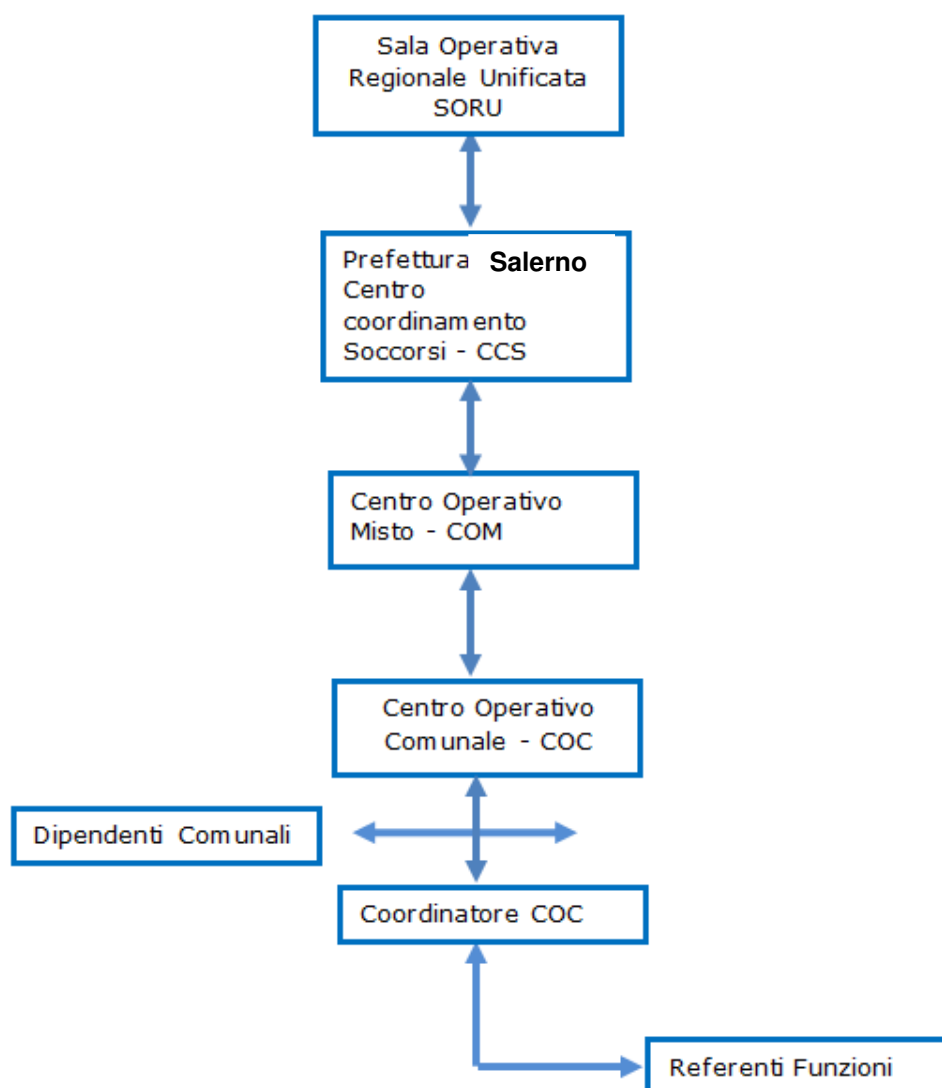 Sala Operativa
Regionale Unificata
SORU
Prefettura Salerno
Centro
coordinamento
Soccorsi - CCS
Centro Operativo
Misto - COM
Centro Operativo
Comunale - COC
Dipendenti Comunali
Coordinatore COC
Referenti Funzioni